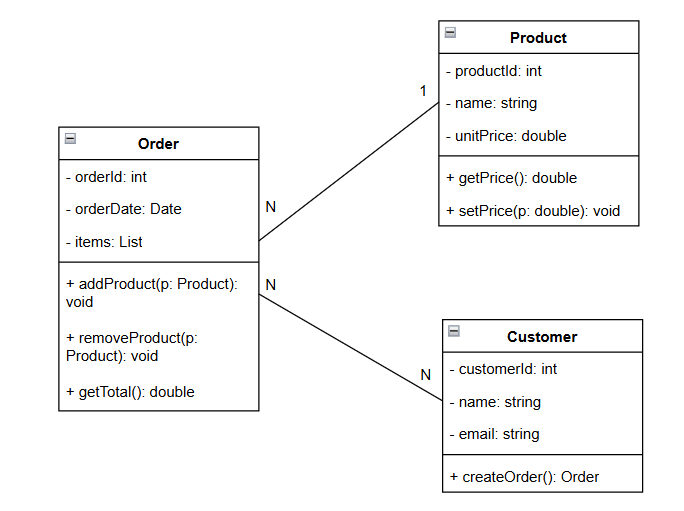 Product
- productId: int
- name: string
- unitPrice: double
+ getPrice(): double
+ setPrice(p: double): void
1
Order
- orderId: int
- orderDate: Date
- items: List
+ addProduct(p: Product):
void
+ removeProduct(p:
Product): void
+ getTotal(): double
N
N
N
Customer
- customerId: int
- name: string
- email: string
+ createOrder(): Order